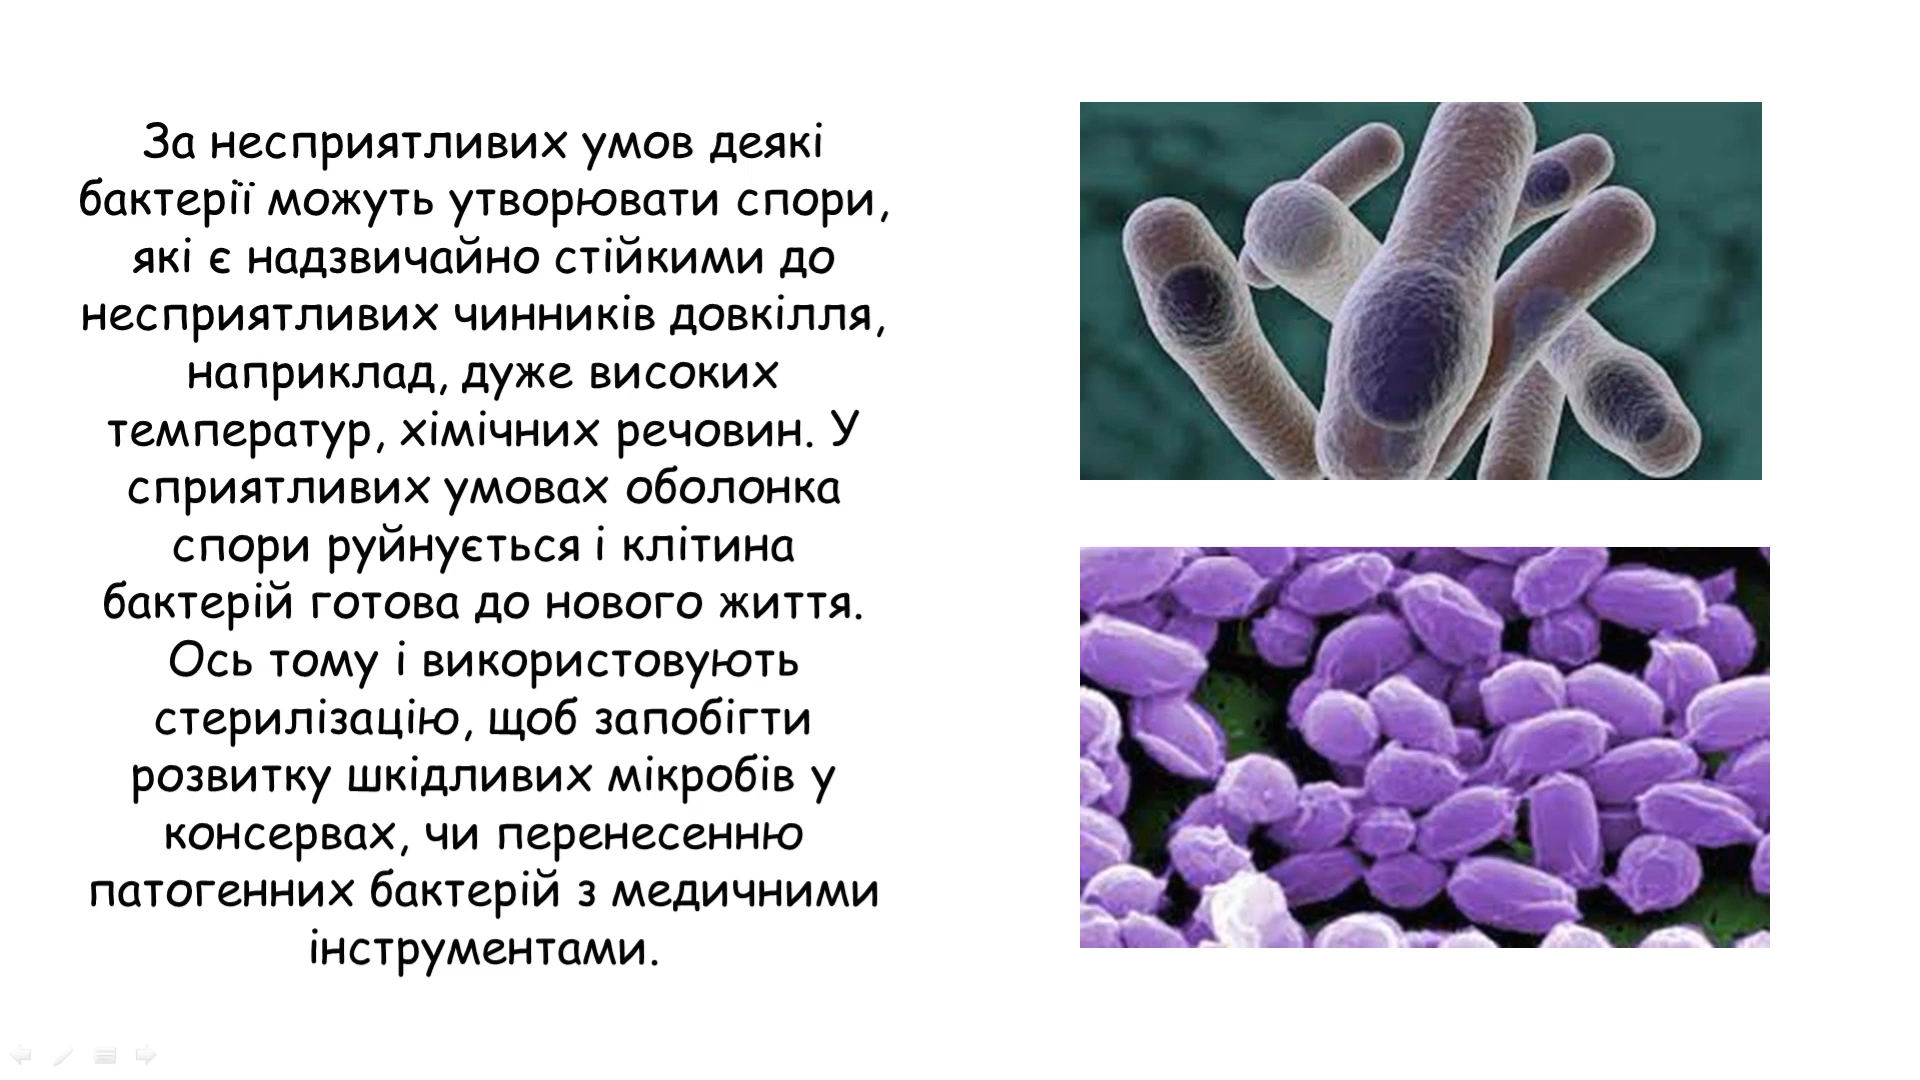 За несприятливих умов деякі
бактерії можуть утворювати спори,
які є надзвичайно стійкими до
несприятливих чинників довкілля,
наприклад, дуже високих
температур, хімічних речовин. У
сприятливих умовах оболонка
спори руйнується і клітина
бактерій готова до нового життя.
Ось тому і використовують
стерилізацію, щоб запобігти
розвитку шкідливих мікробів у
консервах, чи перенесенню
патогенних бактерій з медичними
інструментами.